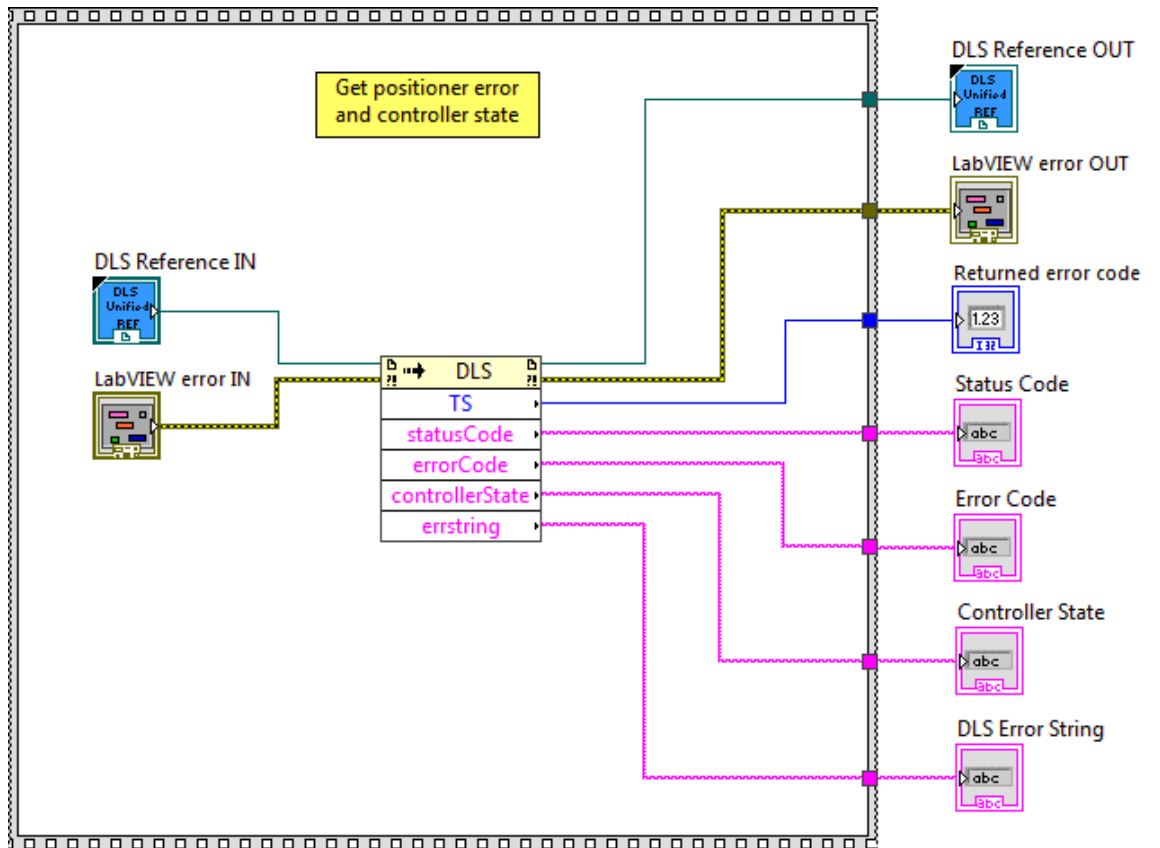 DLS Reference OUT
DLS
Unified
REF
Get positioner error
and controller state
LabVIEW error OUT
DLS Reference IN
DLS
Unified
REF
Returned error code
1.23
I32
LabVIEW error IN
DLS
TS
statusCode
errorCode
controllerState
errstring
Status Code
abc
abc
Error Code
abc
abc
Controller State
abc
abc
DLS Error String
abc
abc